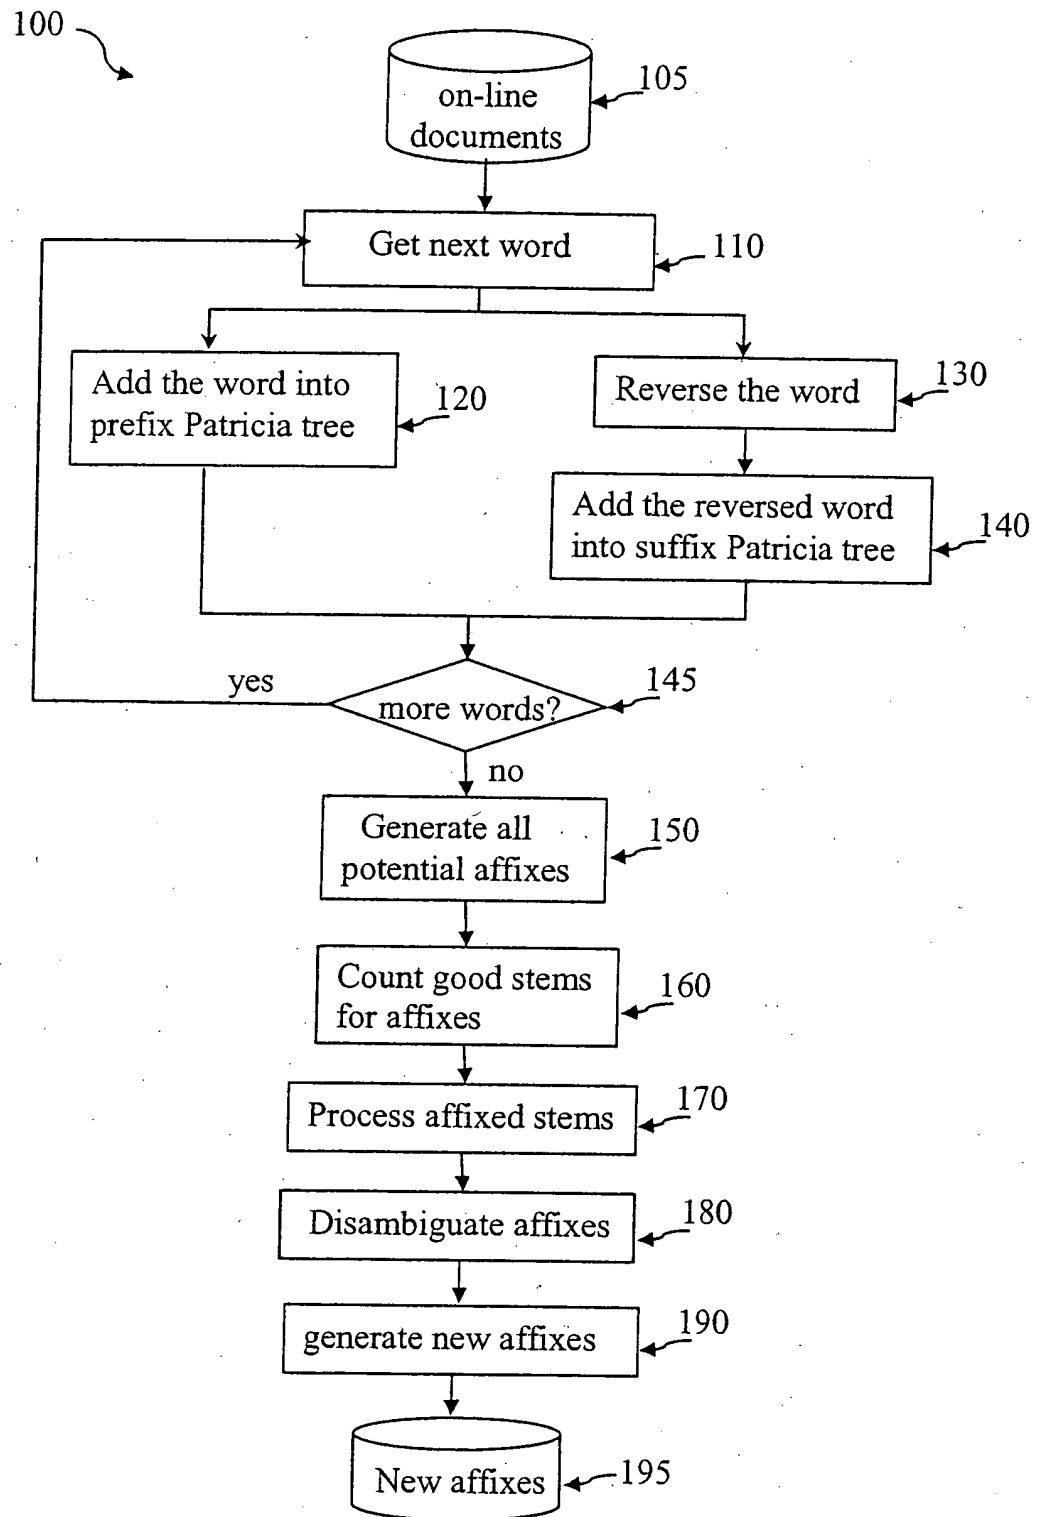 100
on-line
documents
105
Get next word
110
Add the word into
prefix Patricia tree
120
Reverse the word
130
Add the reversed word
into suffix Patricia tree
140
yes
more words?
145
no
Generate all
potential affixes
150
Count good stems
for affixes
160
Process affixed stems
170
Disambiguate affixes
180
generate new affixes
190
New affixes
195